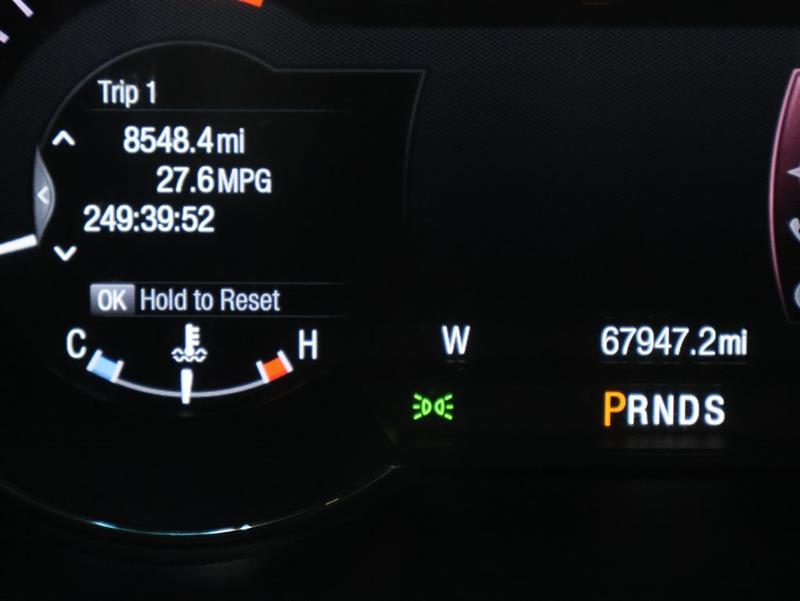 Trip 1
8548.4mi
27.6MPG
249:39:52
OK Hold to Reset
C H
W 67947.2mi
PRNDS